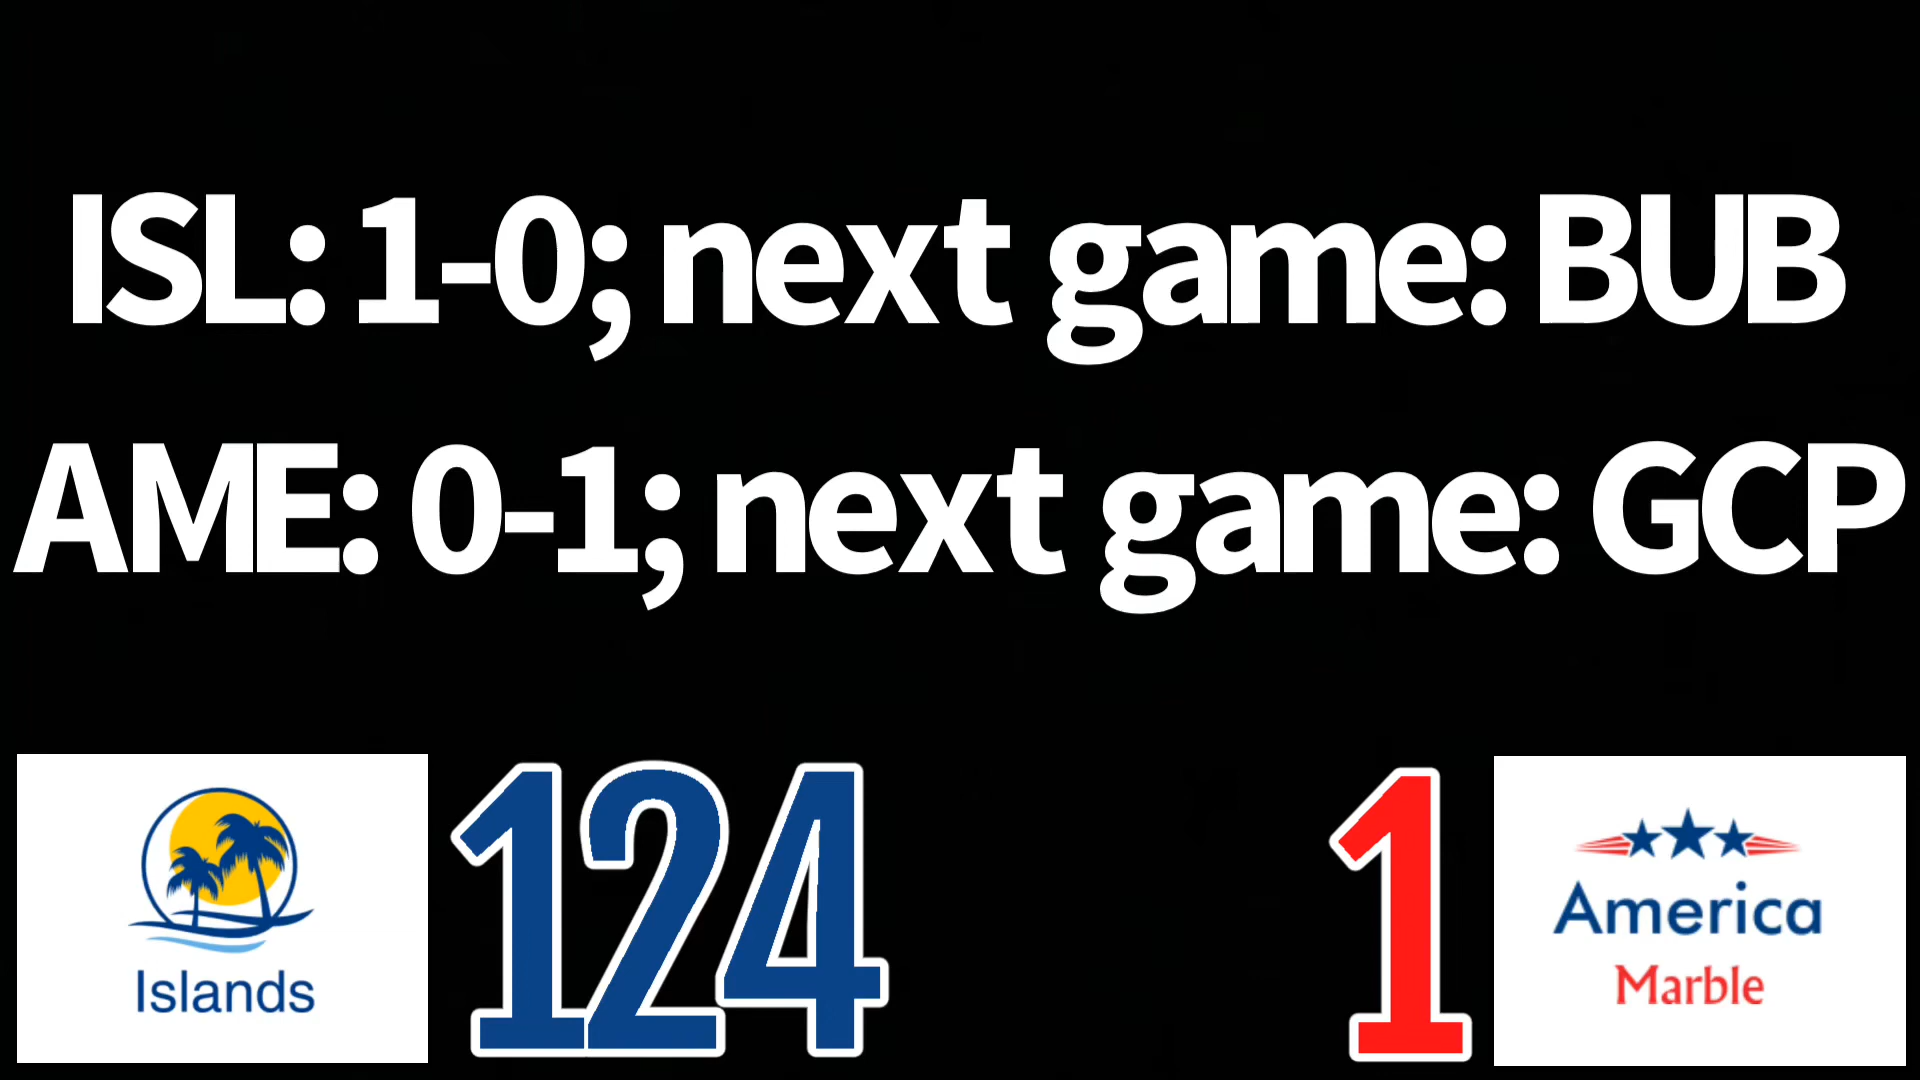 ISL: 1-0; next game: BUB
AME: 0-1; next game: GCP
124
1
Islands
America
Marble